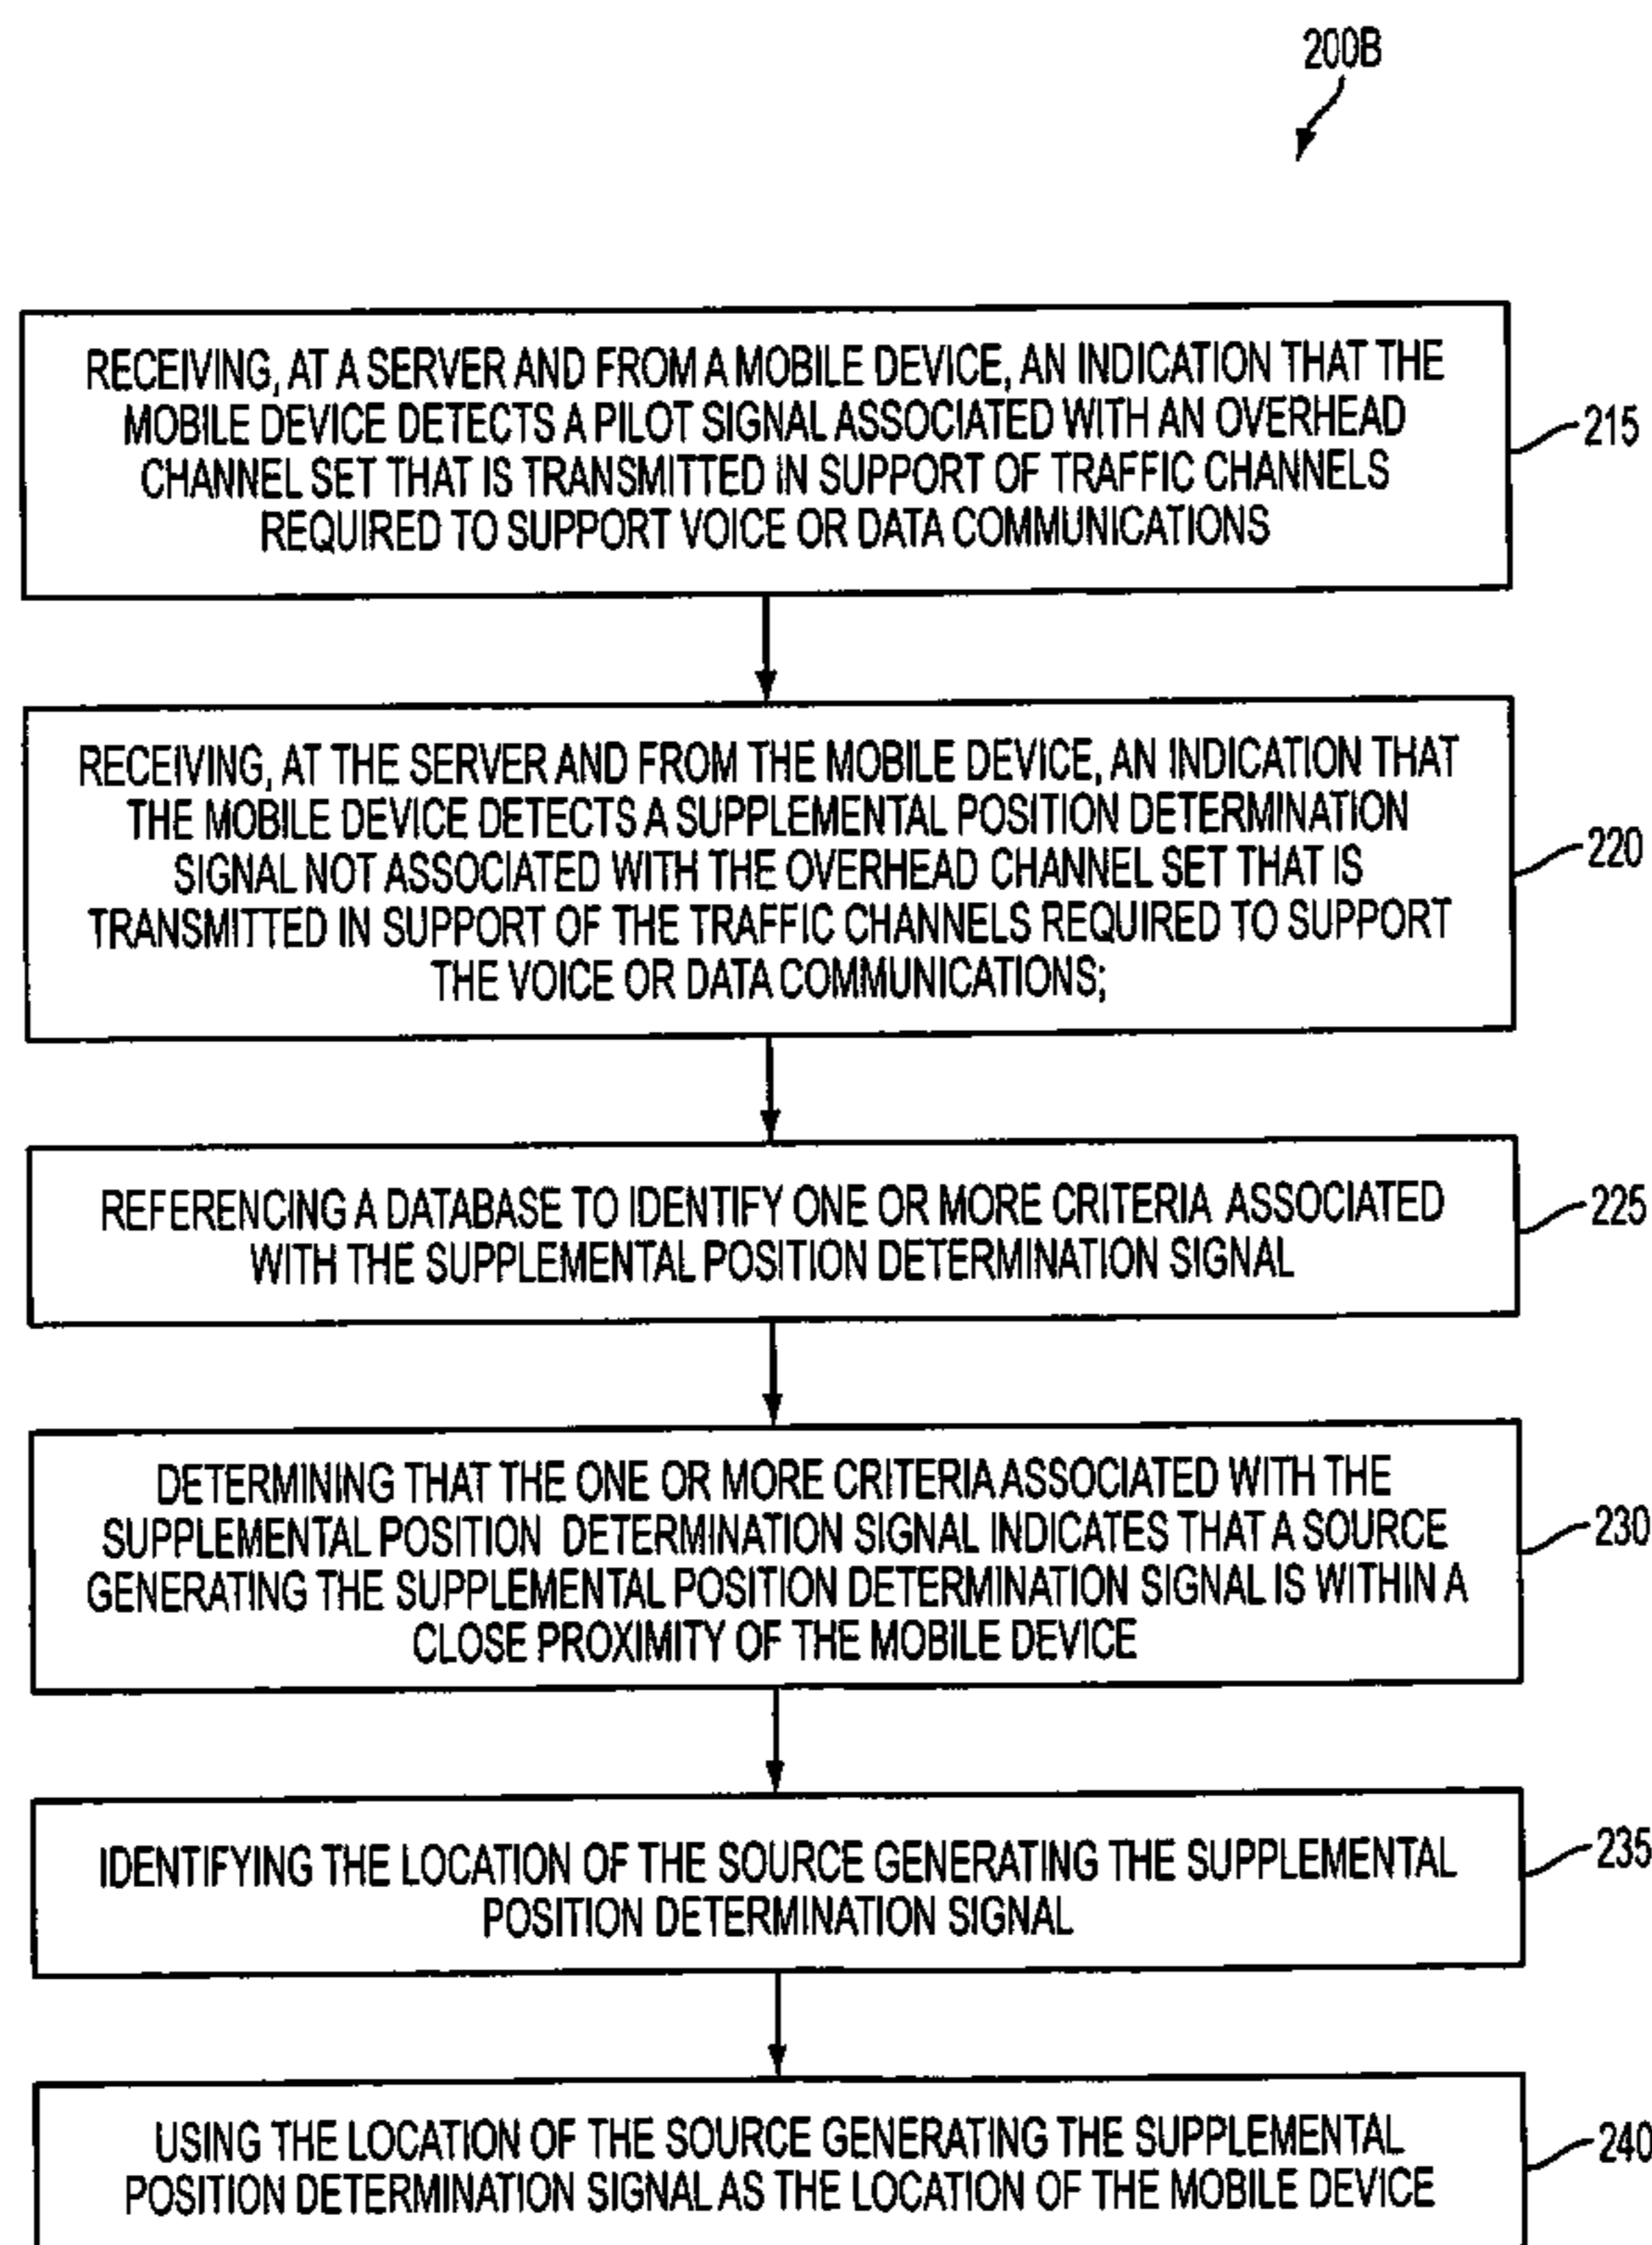 200B
RECEIVING, AT A SERVER AND FROM A MOBILE DEVICE, AN INDICATION THAT THE
MOBILE DEVICE DETECTS A PILOT SIGNAL ASSOCIATED WITH AN OVERHEAD
CHANNEL SET THAT IS TRANSMITTED IN SUPPORT OF TRAFFIC CHANNELS
REQUIRED TO SUPPORT VOICE OR DATA COMMUNICATIONS
215
RECEIVING, AT THE SERVER AND FROM THE MOBILE DEVICE, AN INDICATION THAT
THE MOBILE DEVICE DETECTS A SUPPLEMENTAL POSITION DETERMINATION
SIGNAL NOT ASSOCIATED WITH THE OVERHEAD CHANNEL SET THAT IS
TRANSMITTED IN SUPPORT OF THE TRAFFIC CHANNELS REQUIRED TO SUPPORT
THE VOICE OR DATA COMMUNICATIONS;
220
REFERENCING A DATABASE TO IDENTIFY ONE OR MORE CRITERIA ASSOCIATED
WITH THE SUPPLEMENTAL POSITION DETERMINATION SIGNAL
225
DETERMINING THAT THE ONE OR MORE CRITERIA ASSOCIATED WITH THE
SUPPLEMENTAL POSITION DETERMINATION SIGNAL INDICATES THAT A SOURCE
GENERATING THE SUPPLEMENTAL POSITION DETERMINATION SIGNAL IS WITHIN A
CLOSE PROXIMITY OF THE MOBILE DEVICE
230
IDENTIFYING THE LOCATION OF THE SOURCE GENERATING THE SUPPLEMENTAL
POSITION DETERMINATION SIGNAL
235
USING THE LOCATION OF THE SOURCE GENERATING THE SUPPLEMENTAL
POSITION DETERMINATION SIGNAL AS THE LOCATION OF THE MOBILE DEVICE
240